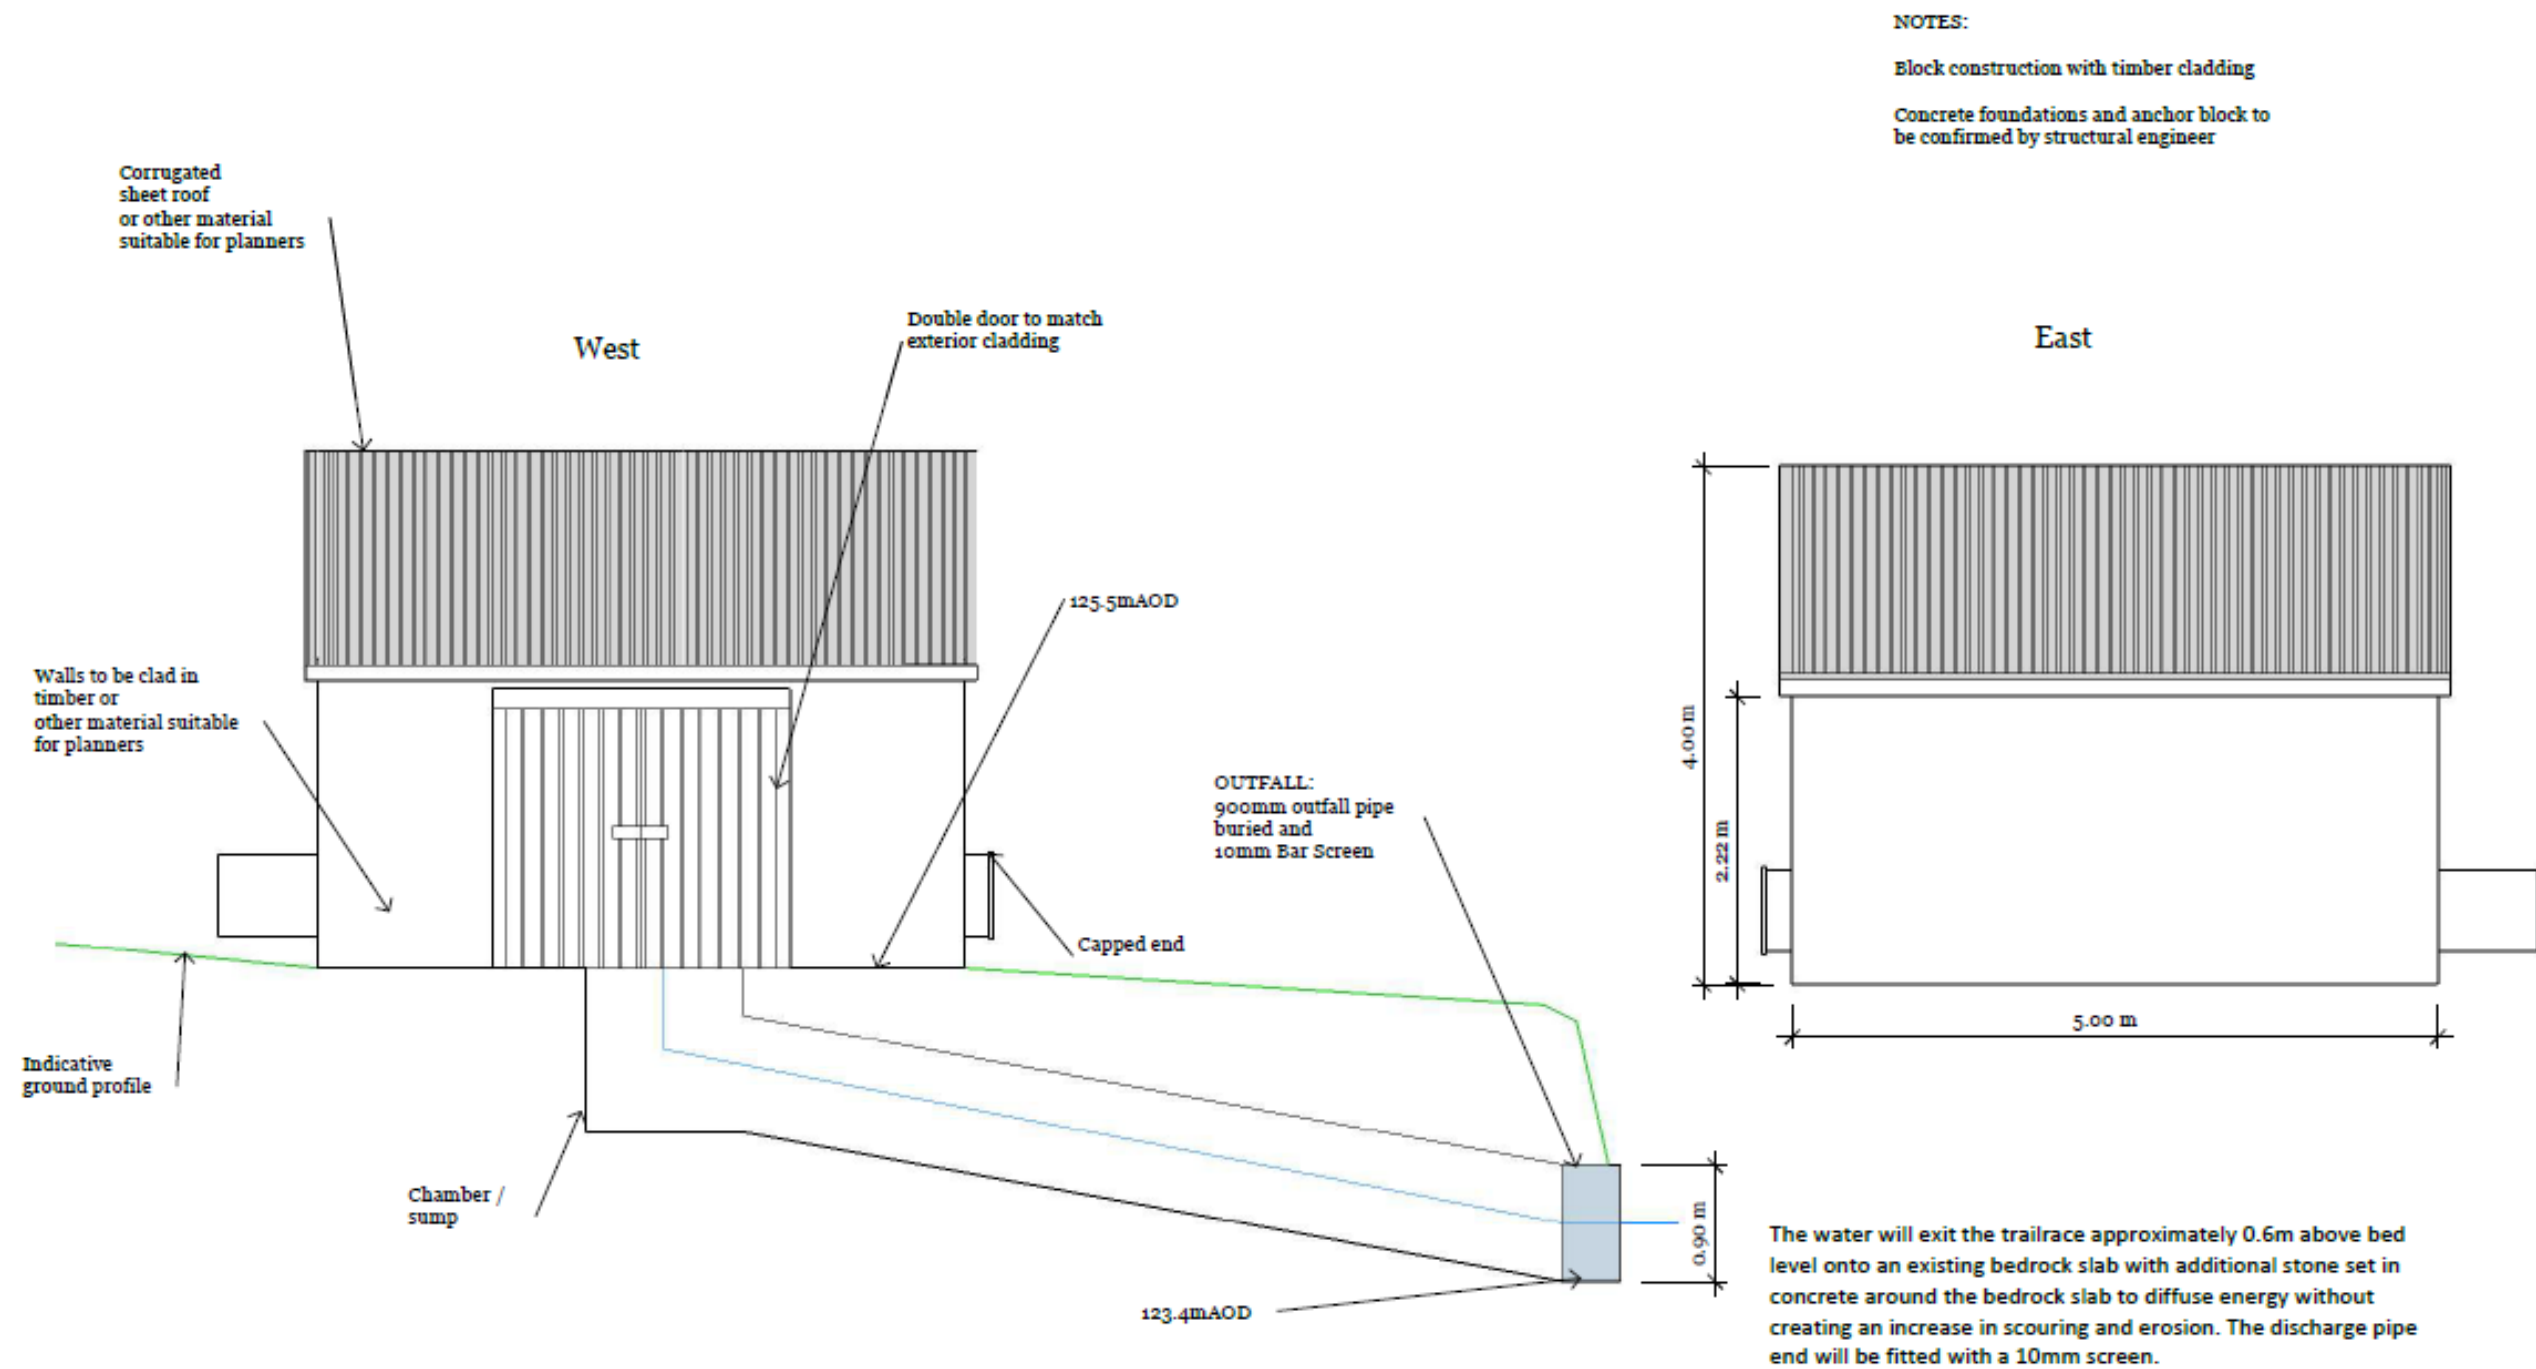 NOTES:
Block construction with timber cladding
Concrete foundations and anchor block to
be confirmed by structural engineer
Corrugated
sheet roof
or other material
suitable for planners
West
Double door to match
exterior cladding
East
125.5mAOD
Walls to be clad in
timber or
other material suitable
for planners
4.00 m
2.22 m
OUTFALL:
900mm outfall pipe
buried and
10mm Bar Screen
Capped end
5.00 m
Indicative
ground profile
Chamber /
sump
0.90 m
123.4mAOD
The water will exit the trailrace approximately 0.6m above bed
level onto an existing bedrock slab with additional stone set in
concrete around the bedrock slab to diffuse energy without
creating an increase in scouring and erosion. The discharge pipe
end will be fitted with a 10mm screen.